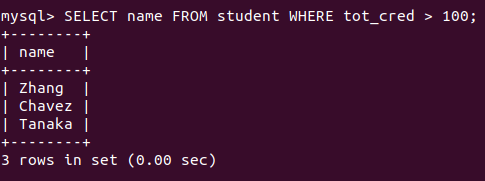 mysql> SELECT name FROM student WHERE tot_cred > 100;
+--------+
| name   |
+--------+
| Zhang  |
| Chavez |
| Tanaka |
+--------+
3 rows in set (0.00 sec)